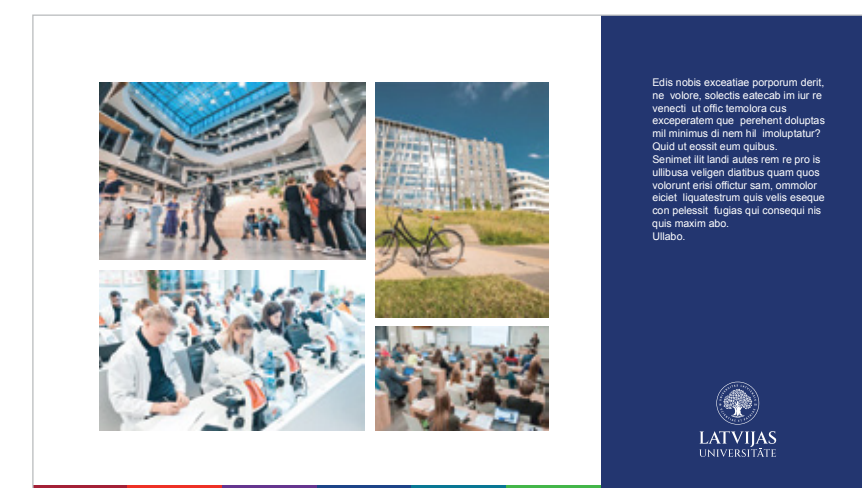 Edis nobis exceatiae porporum derit,
ne volore, solectis eatecab im iur re
venecti ut offic temolora cus
exceperatem que perehent doluptas
mil minimus di nem hil imoluptatur?
Quid ut eossit eum quibus.
Senimet ilit landi autes rem re pro is
ullibusa veligen diatibus quam quos
volorunt erisi offictur sam, ommolor
eiciet liquatestrum quis velis eseque
con pelessit fugias qui consequi nis
quis maxim abo.
Ullabo.
LATVIJAS
UNIVERSITĀTE